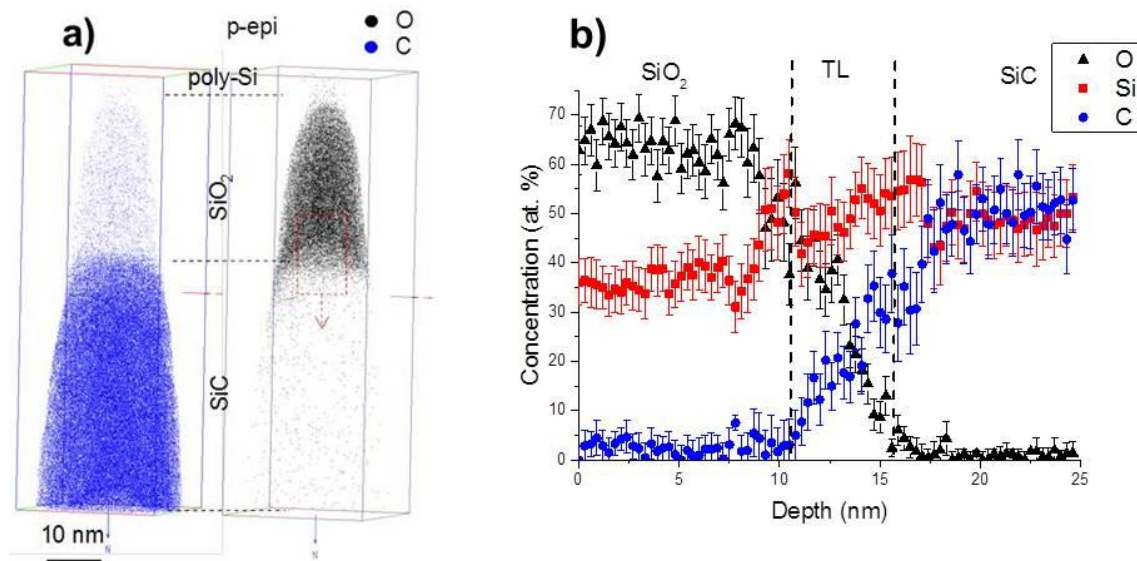 a)
p-epi
O
C
poly-Si
SiO2
SiC
10 nm
N
N
b)
SiO2
TL
SiC
O
Si
C
Concentration (at. %)
70
60
50
40
30
20
10
0
0
5
10
15
20
25
Depth (nm)